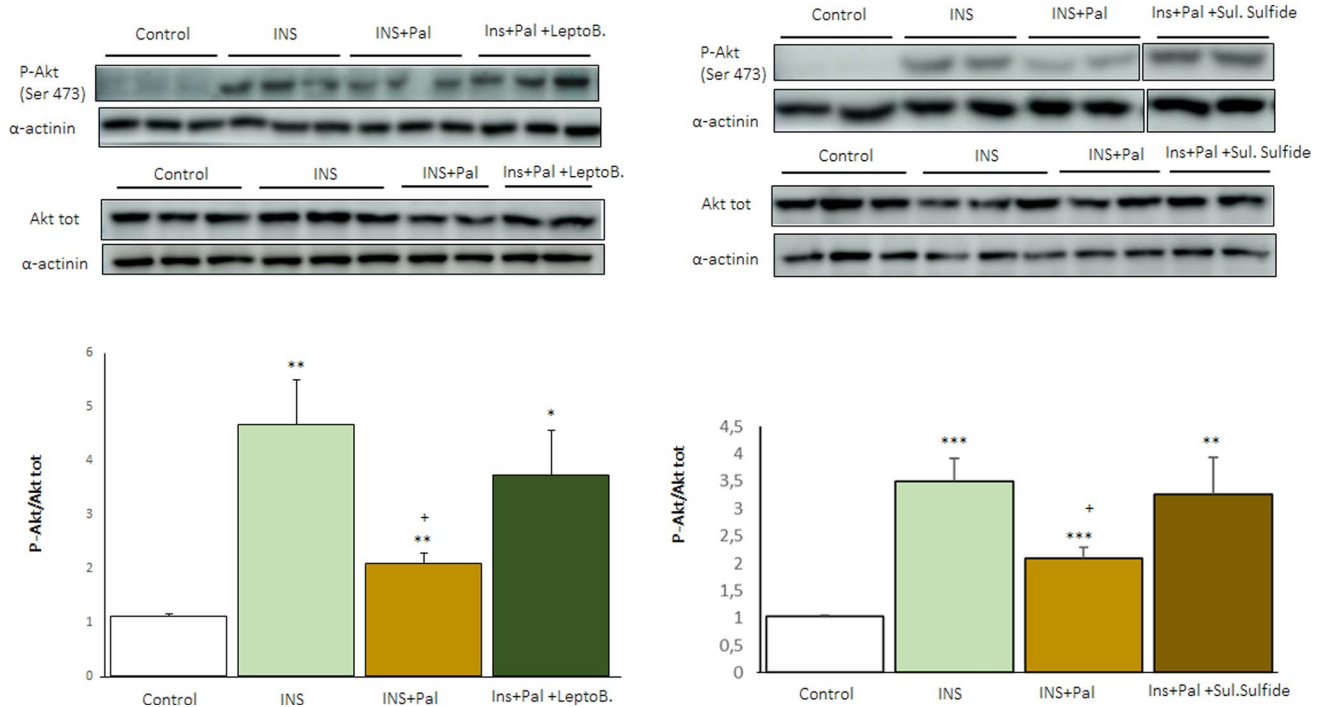 Control INS INS+Pal Ins+Pal +LeptoB.
P-Akt
(Ser 473)
α-actinin
Control INS INS+Pal Ins+Pal +LeptoB.
Akt tot
α-actinin
Control INS INS+Pal Ins+Pal +Sul. Sulfide
P-Akt
(Ser 473)
α-actinin
Control INS INS+Pal Ins+Pal +Sul. Sulfide
Akt tot
α-actinin
P-Akt/Akt tot
6
5
4
3
2
1
0
**
+
**
*
Control INS INS+Pal Ins+Pal +LeptoB.
P-Akt/Akt tot
4,5
4
3,5
3
2,5
2
1,5
1
0,5
0
***
+
***
**
Control INS INS+Pal Ins+Pal +Sul.Sulfide